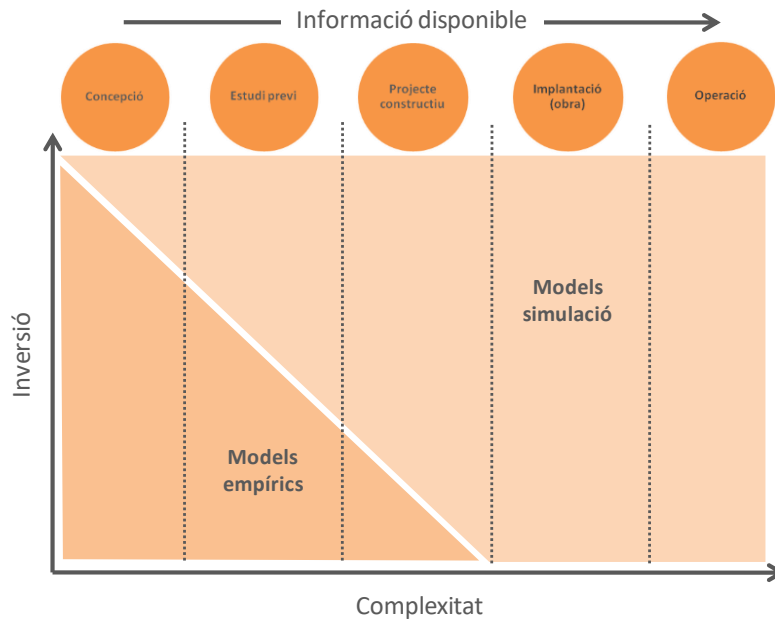 Informació disponible
Concepció
Estudi previ
Projecte
constructiu
Implantació
(obra)
Operació
Inversió
Models
simulació
Models
empírics
Complexitat